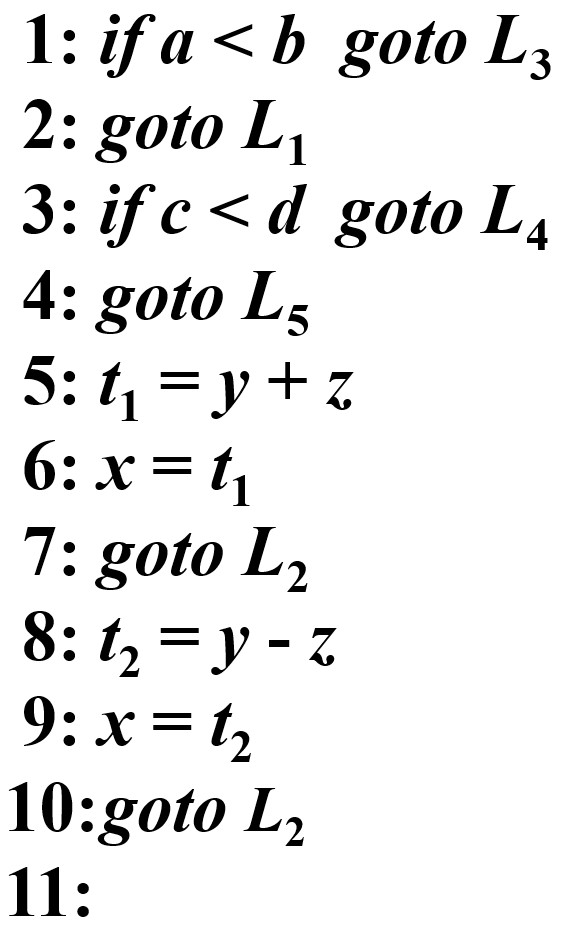 1: if a < b goto L₃
2: goto L₁
3: if c < d goto L₄
4: goto L₅
5: t₁ = y + z
6: x = t₁
7: goto L₂
8: t₂ = y - z
9: x = t₂
10:goto L₂
11: